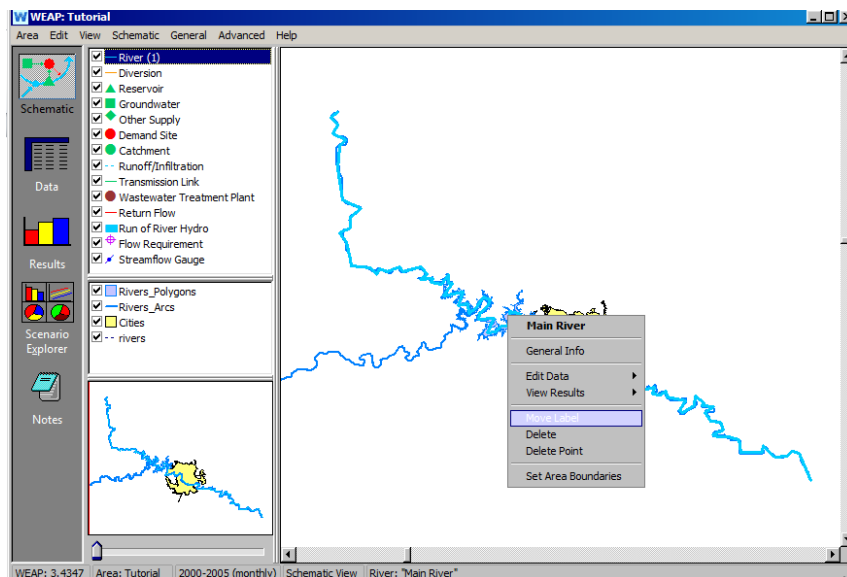 WEAP: Tutorial
Area Edit View Schematic General Advanced Help
Schematic
Data
Results
Scenario
Explorer
Notes
River (1)
Diversion
Reservoir
Groundwater
Other Supply
Demand Site
Catchment
Runoff/Infiltration
Transmission Link
Wastewater Treatment Plant
Return Flow
Run of River Hydro
Flow Requirement
Streamflow Gauge
Rivers_Polygons
Rivers_Arcs
Cities
rivers
Main River
General Info
Edit Data
View Results
Move Label
Delete
Delete Point
Set Area Boundaries
WEAP: 3.4347 Area: Tutorial 2000-2005 (monthly) Schematic View River: "Main River"